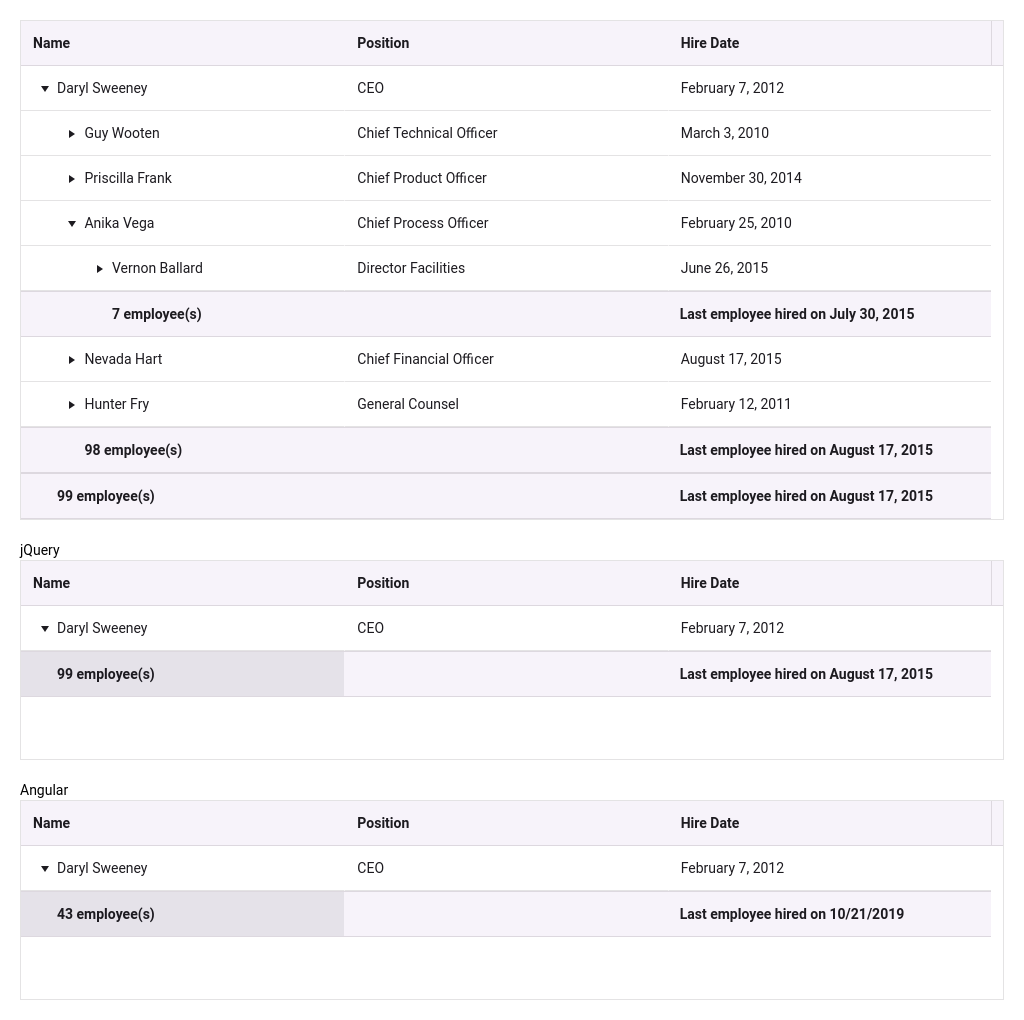 Name Position Hire Date
Daryl Sweeney CEO February 7, 2012
Guy Wooten Chief Technical Officer March 3, 2010
Priscilla Frank Chief Product Officer November 30, 2014
Anika Vega Chief Process Officer February 25, 2010
Vernon Ballard Director Facilities June 26, 2015
7 employee(s) Last employee hired on July 30, 2015
Nevada Hart Chief Financial Officer August 17, 2015
Hunter Fry General Counsel February 12, 2011
98 employee(s) Last employee hired on August 17, 2015
99 employee(s) Last employee hired on August 17, 2015
jQuery
Name Position Hire Date
Daryl Sweeney CEO February 7, 2012
99 employee(s) Last employee hired on August 17, 2015
Angular
Name Position Hire Date
Daryl Sweeney CEO February 7, 2012
43 employee(s) Last employee hired on 10/21/2019